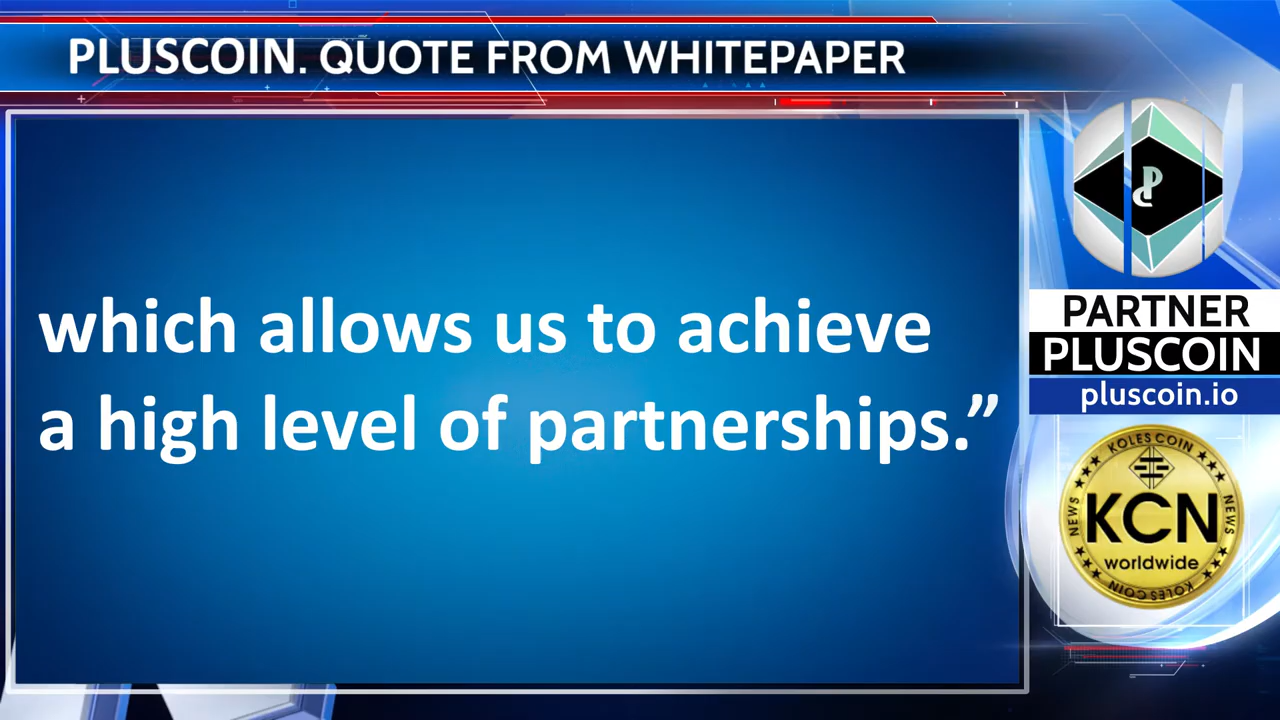 PLUSCOIN. QUOTE FROM WHITEPAPER
which allows us to achieve
a high level of partnerships.”
PARTNER
PLUSCOIN
pluscoin.io
KOLES COIN
NEWS
KCN
NEWS
worldwide
KOLES COIN